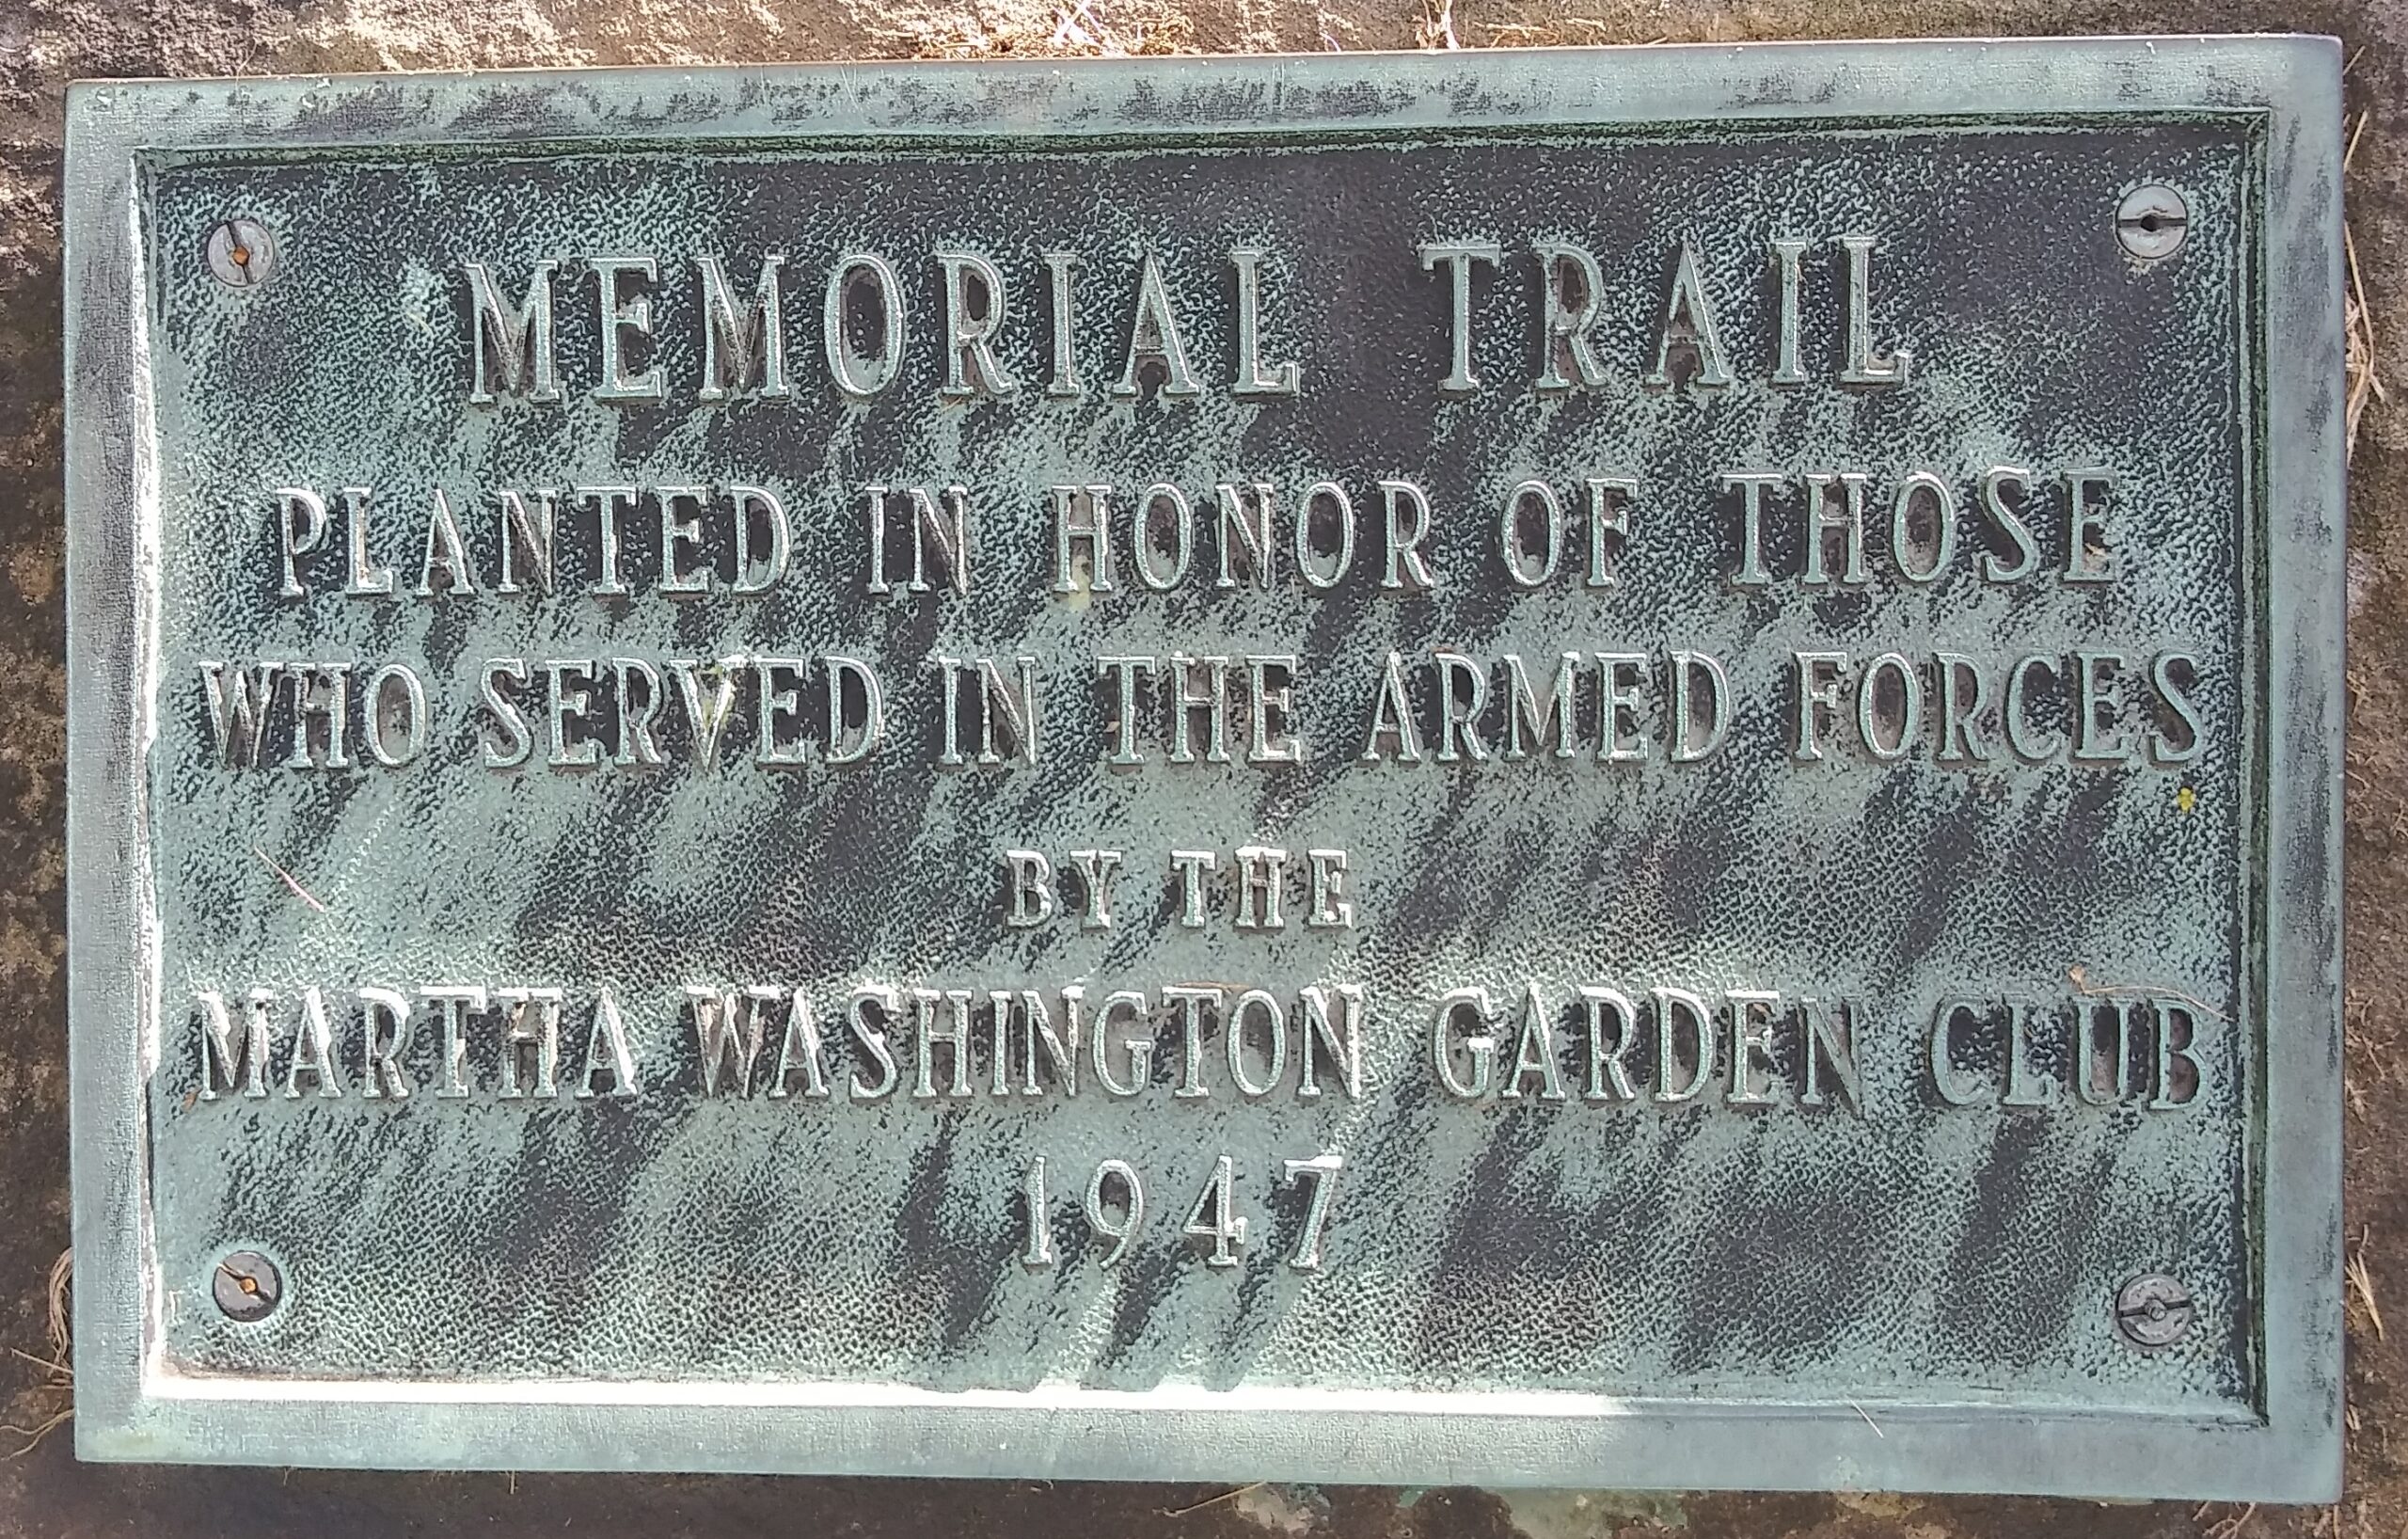 MEMORIAL TRAIL
PLANTED IN HONOR OF THOSE
WHO SERVED IN THE ARMED FORCES
BY THE
MARTHA WASHINGTON GARDEN CLUB
1947